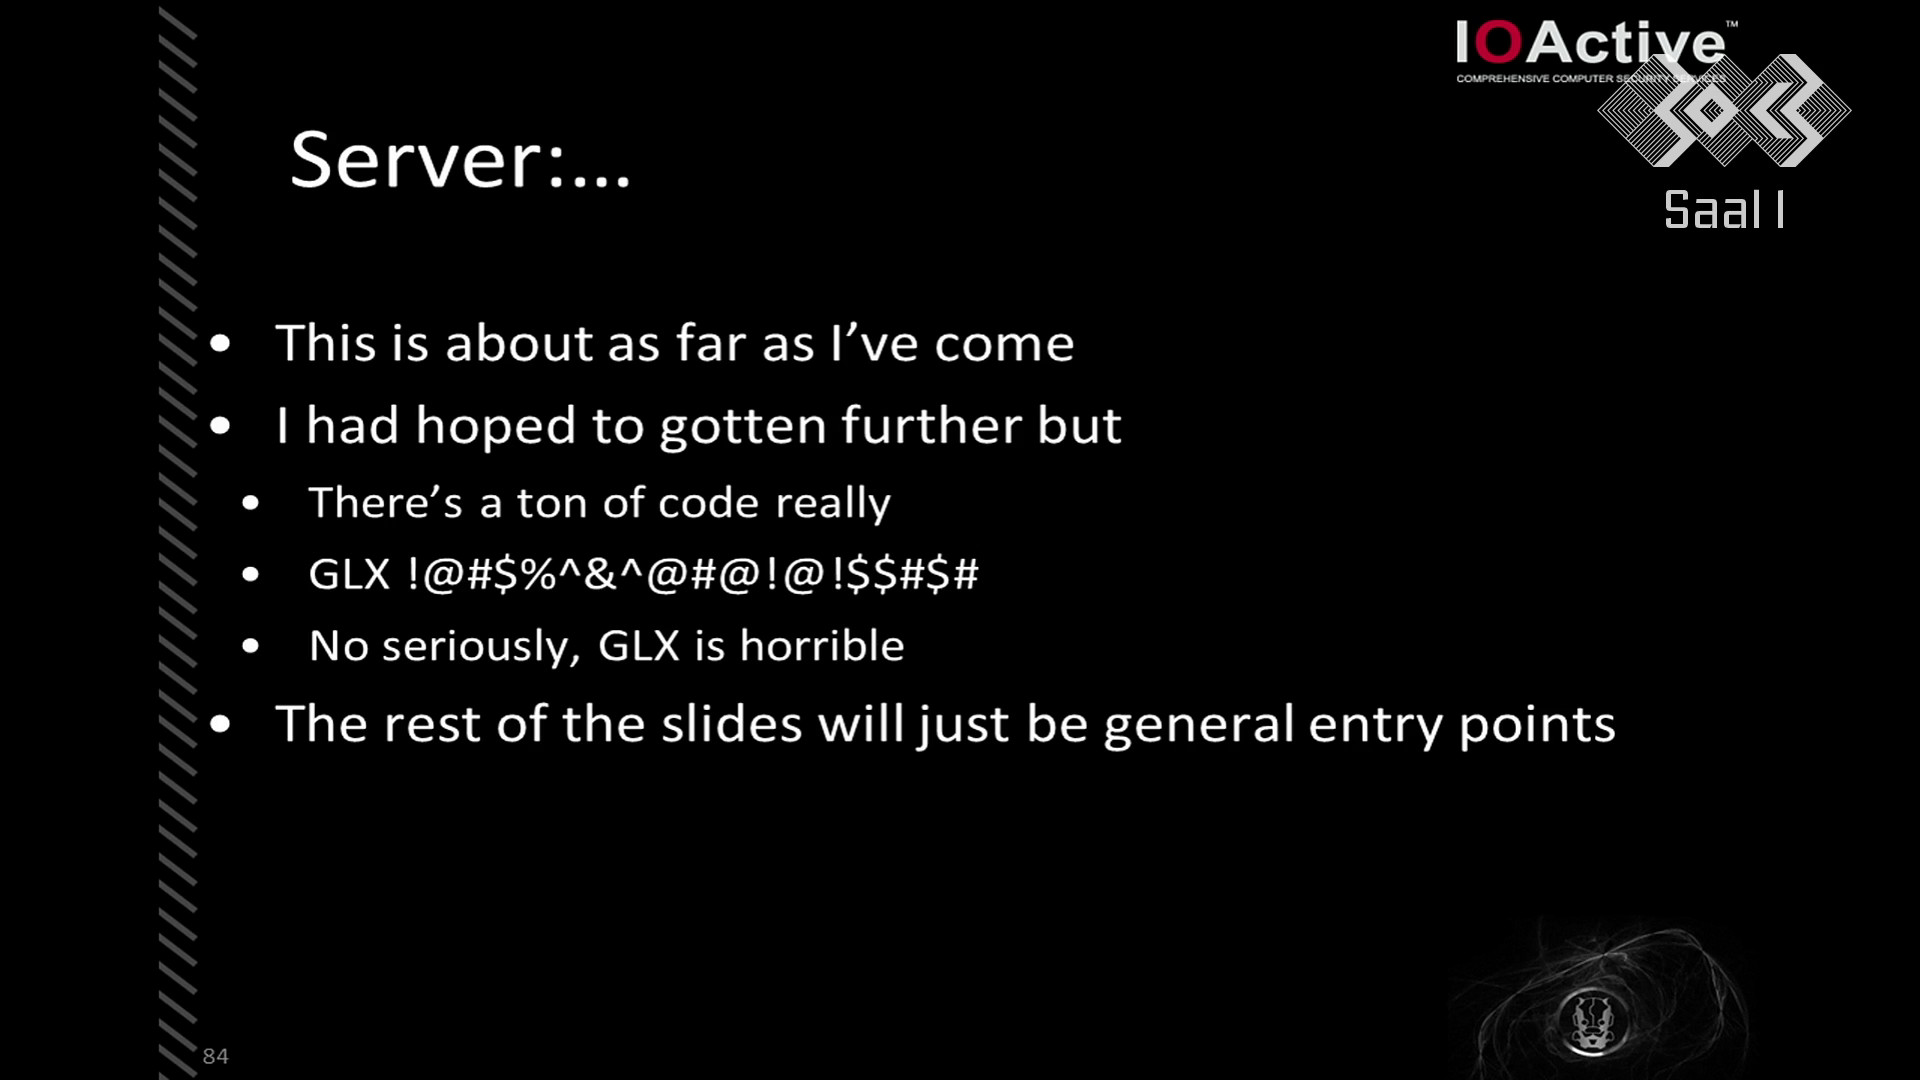 IOActive™
COMPREHENSIVE COMPUTER SECURITY SERVICES
Saal 1
Server:...
• This is about as far as I’ve come
• I had hoped to gotten further but
• There’s a ton of code really
• GLX !@#$%^&^@#@!@!$$#$#
• No seriously, GLX is horrible
• The rest of the slides will just be general entry points
84